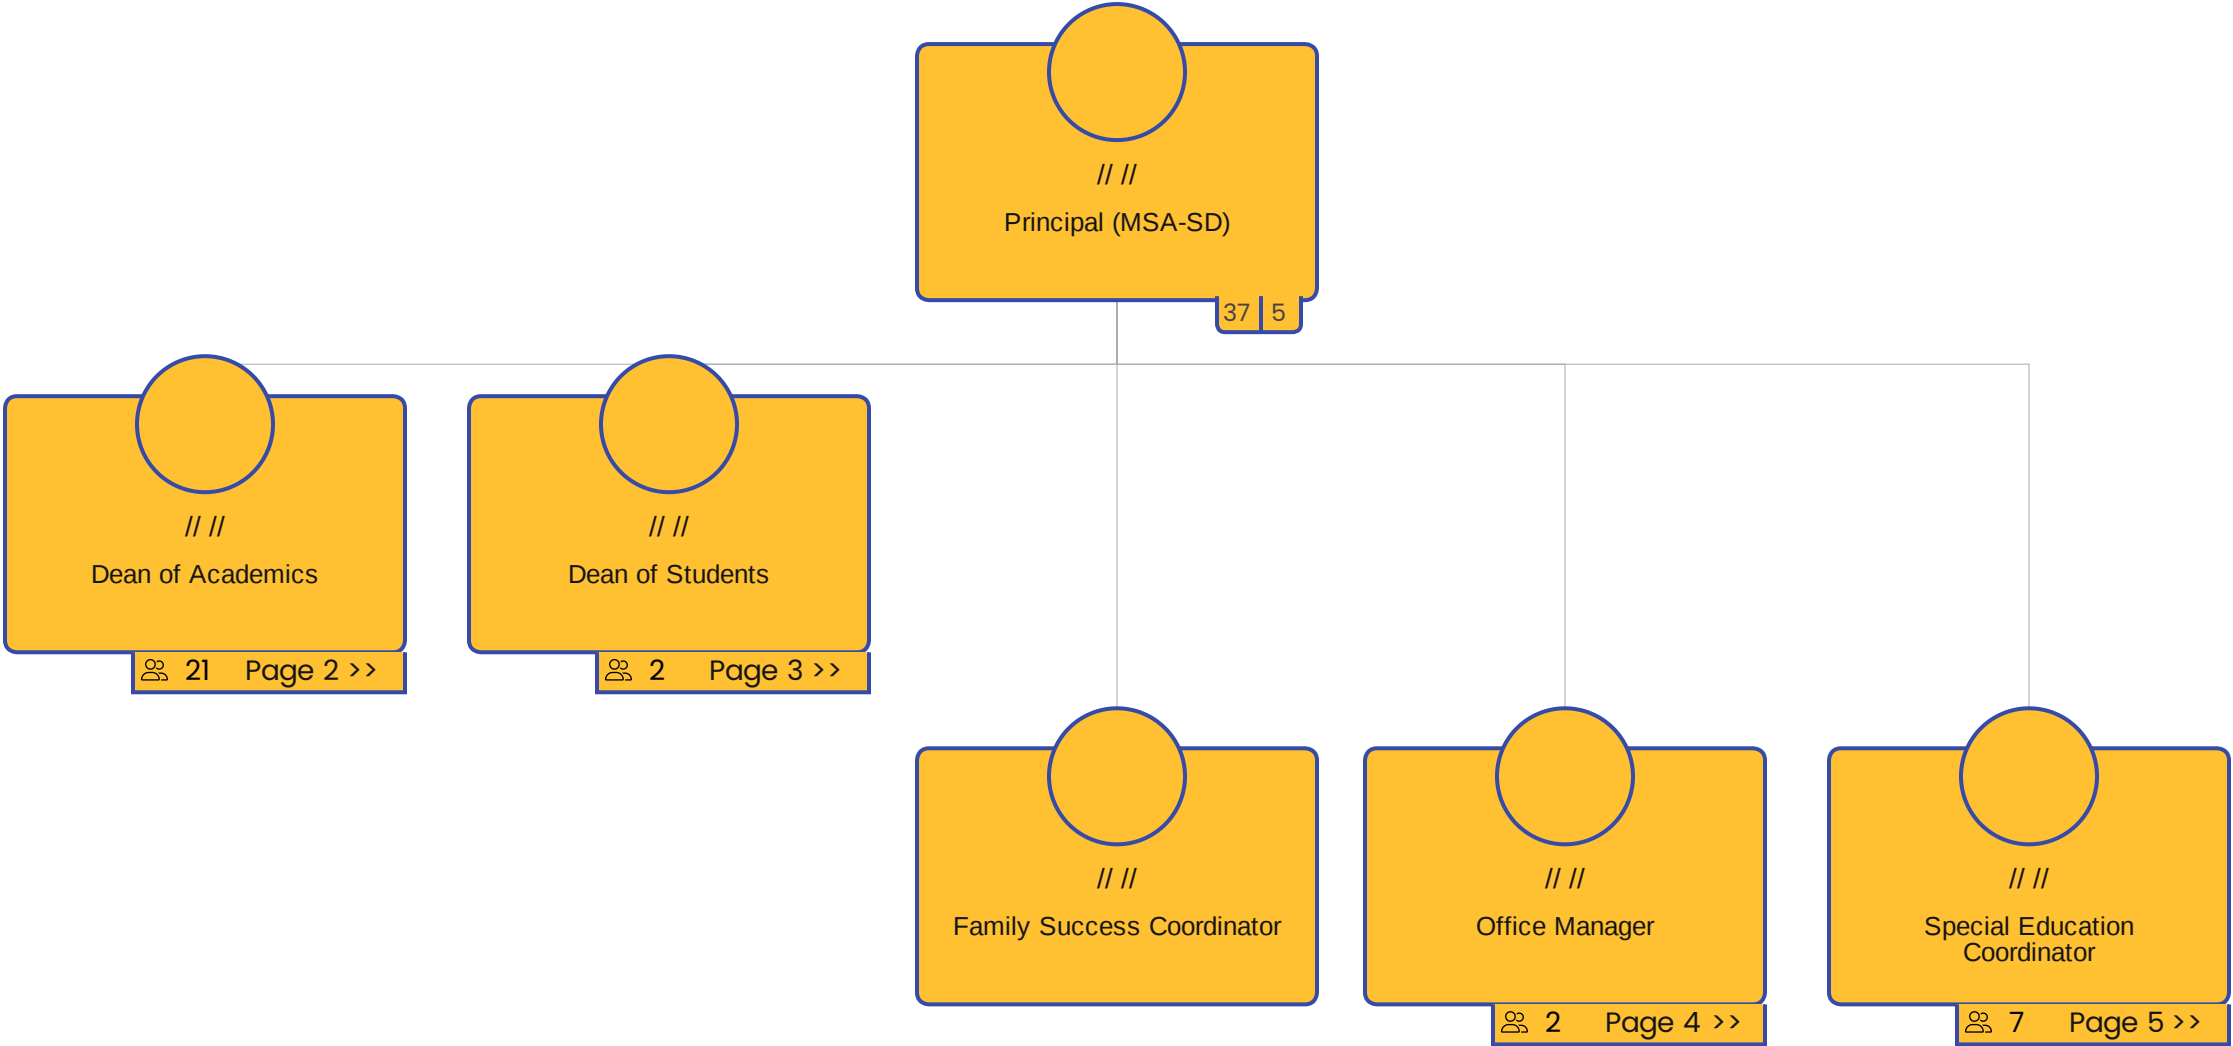 // //
Principal (MSA-SD)
37 5
// //
Dean of Academics
21 Page 2 >>
// //
Dean of Students
2 Page 3 >>
// //
Family Success Coordinator
// //
Office Manager
2 Page 4 >>
// //
Special Education
Coordinator
7 Page 5 >>